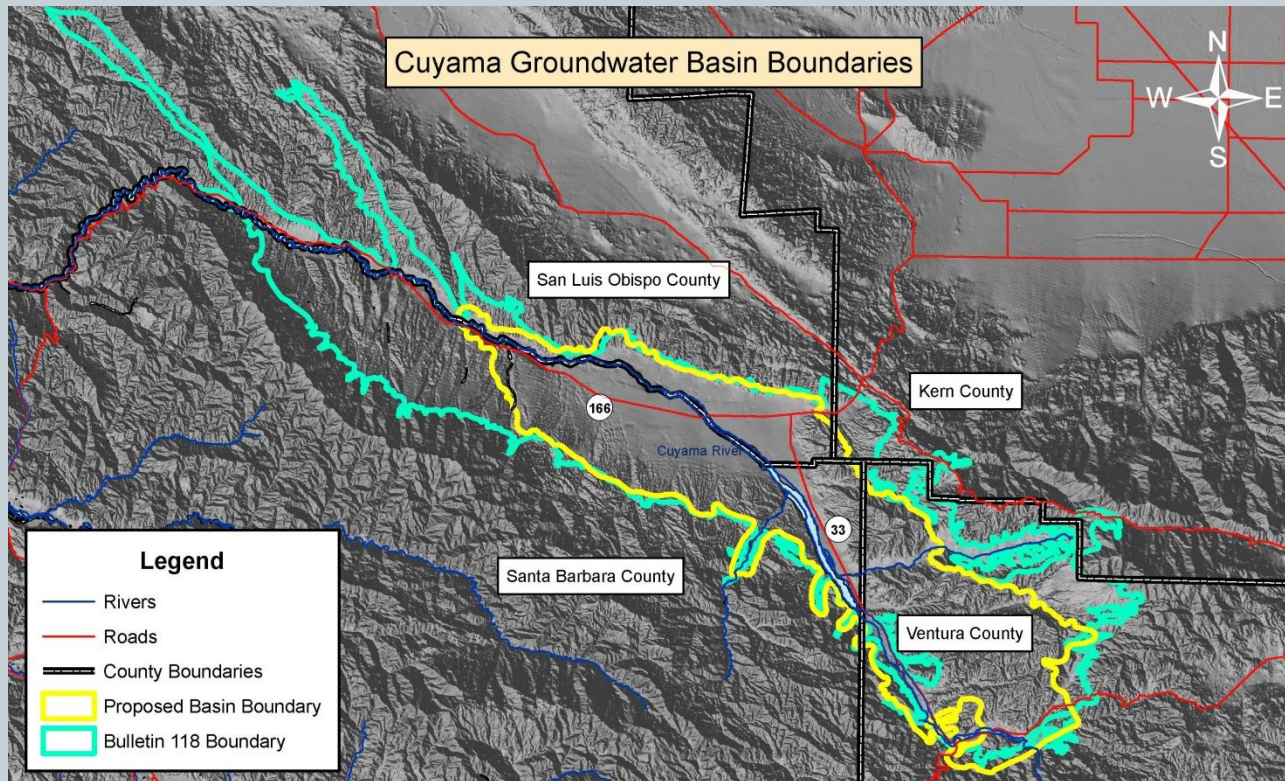 Cuyama Groundwater Basin Boundaries
N
W E
S
San Luis Obispo County
Kern County
166
Cuyama River
33
Santa Barbara County
Ventura County
Legend
Rivers
Roads
County Boundaries
Proposed Basin Boundary
Bulletin 118 Boundary